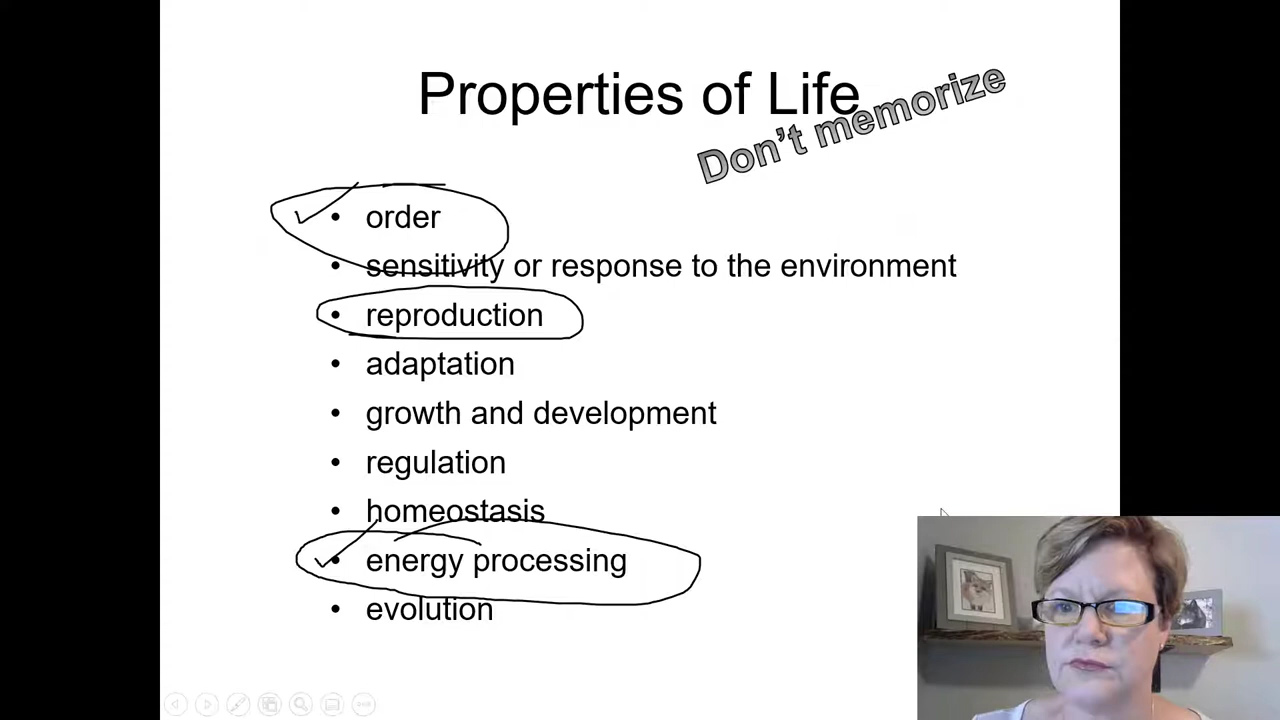 Properties of Life
Don't memorize
• order
• sensitivity or response to the environment
• reproduction
• adaptation
• growth and development
• regulation
• homeostasis
• energy processing
• evolution